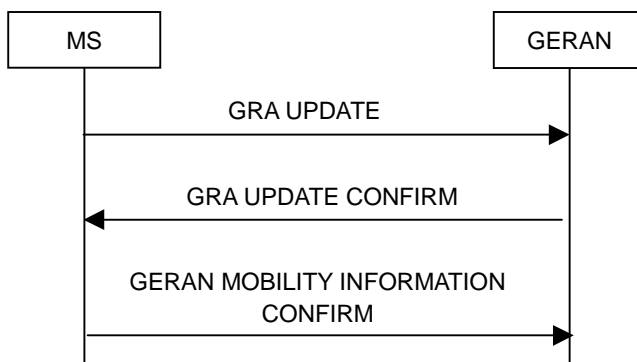 MS
GERAN
GRA UPDATE
GRA UPDATE CONFIRM
GERAN MOBILITY INFORMATION
CONFIRM